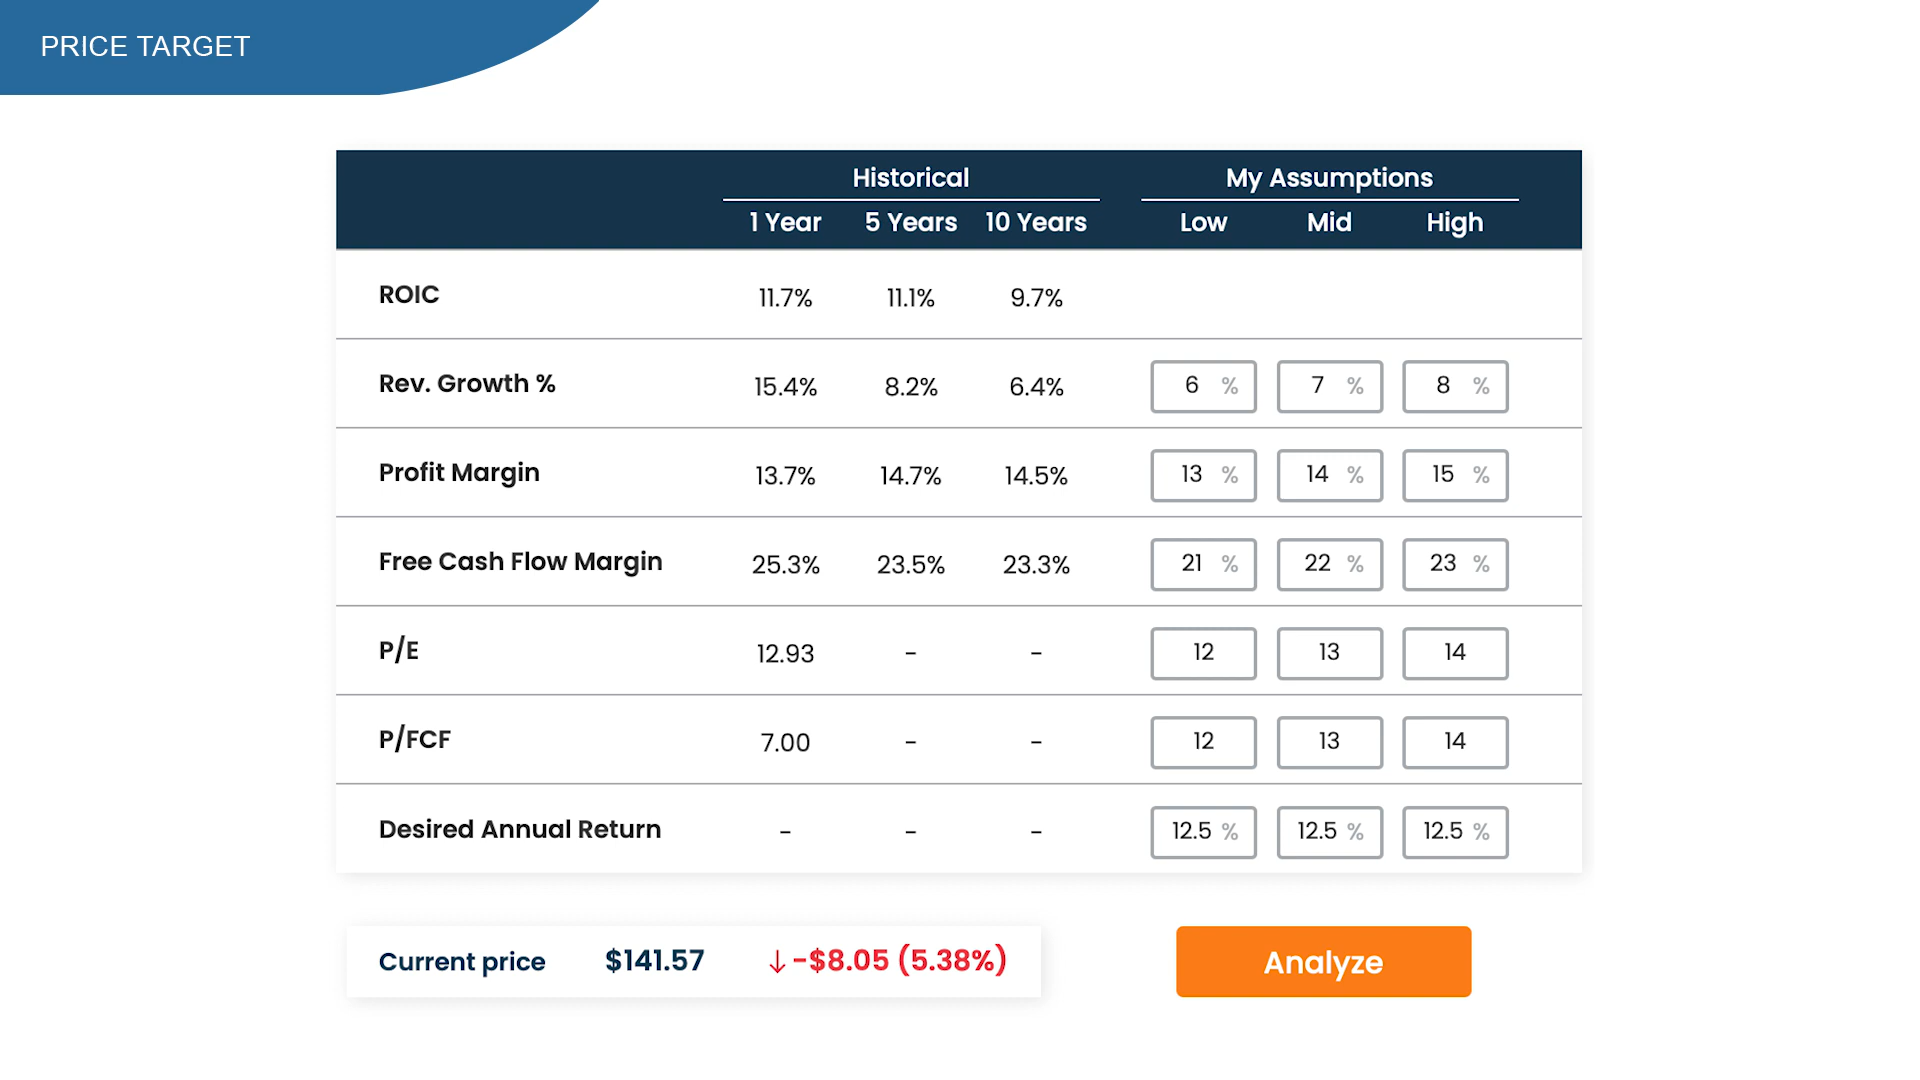 PRICE TARGET
Historical My Assumptions
1 Year 5 Years 10 Years Low Mid High
ROIC 11.7% 11.1% 9.7%
Rev. Growth % 15.4% 8.2% 6.4% 6 % 7 % 8 %
Profit Margin 13.7% 14.7% 14.5% 13 % 14 % 15 %
Free Cash Flow Margin 25.3% 23.5% 23.3% 21 % 22 % 23 %
P/E 12.93 - - 12 13 14
P/FCF 7.00 - - 12 13 14
Desired Annual Return - - - 12.5 % 12.5 % 12.5 %
Current price $141.57 ↓ -$8.05 (5.38%) Analyze